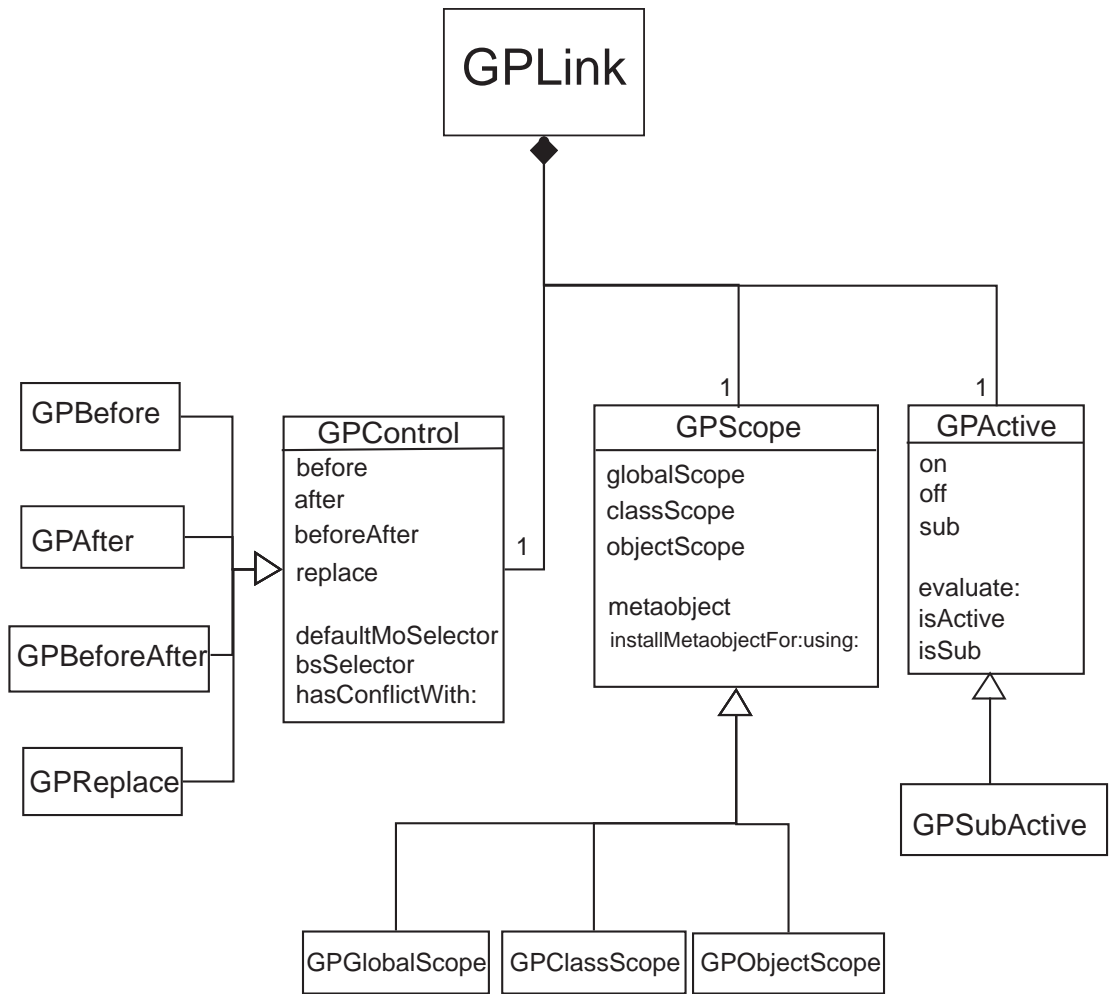 GPLink
1
1
1
GPBefore
GPAfter
GPBeforeAfter
GPReplace
GPControl
before
after
beforeAfter
replace
defaultMoSelector
bsSelector
hasConflictWith:
GPScope
globalScope
classScope
objectScope
metaobject
installMetaobjectFor:using:
GPActive
on
off
sub
evaluate:
isActive
isSub
GPSubActive
GPGlobalScope
GPClassScope
GPObjectScope